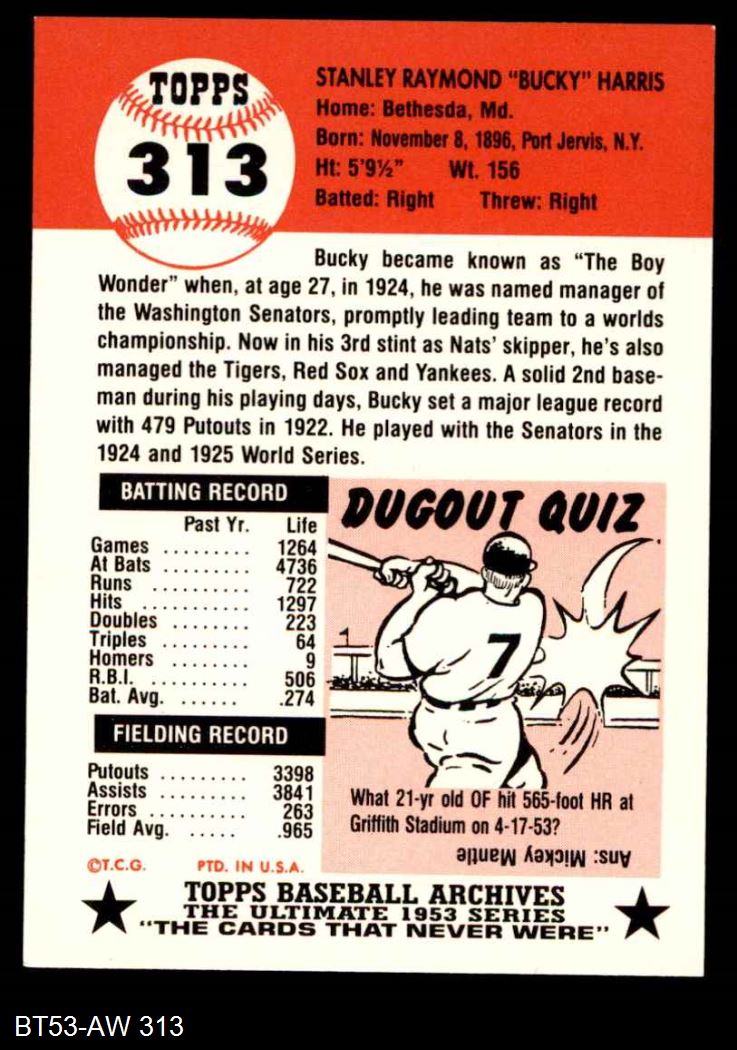 TOPPS
313
STANLEY RAYMOND "BUCKY" HARRIS
Home: Bethesda, Md.
Born: November 8, 1896, Port Jervis, N.Y.
Ht: 5'9½" Wt. 156
Batted: Right Threw: Right
Bucky became known as "The Boy
Wonder" when, at age 27, in 1924, he was named manager of
the Washington Senators, promptly leading team to a worlds
championship. Now in his 3rd stint as Nats' skipper, he's also
managed the Tigers, Red Sox and Yankees. A solid 2nd base-
man during his playing days, Bucky set a major league record
with 479 Putouts in 1922. He played with the Senators in the
1924 and 1925 World Series.
BATTING RECORD
Past Yr. Life
Games ......... 1264
At Bats ......... 4736
Runs .......... 722
Hits .......... 1297
Doubles ........ 223
Triples ......... 64
Homers ........ 9
R.B.I. .......... 506
Bat. Avg. ...... .274
FIELDING RECORD
Putouts ......... 3398
Assists ......... 3841
Errors ......... 263
Field Avg. ..... .965
DUGOUT QUIZ
7
What 21-yr old OF hit 565-foot HR at
Griffith Stadium on 4-17-53?
Ans: Mickey Mantle
©T.C.G. PTD. IN U.S.A.
TOPPS BASEBALL ARCHIVES
THE ULTIMATE 1953 SERIES
"THE CARDS THAT NEVER WERE"
BT53-AW 313